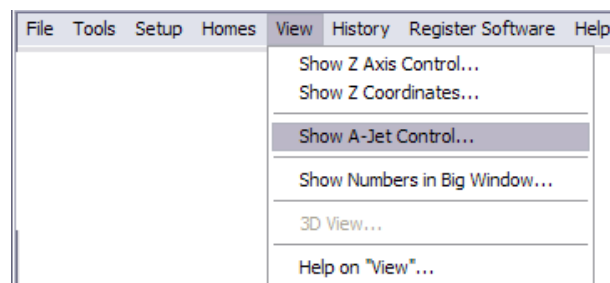 File Tools Setup Homes View History Register Software Help
Show Z Axis Control...
Show Z Coordinates...
Show A-Jet Control...
Show Numbers in Big Window...
3D View...
Help on "View"...